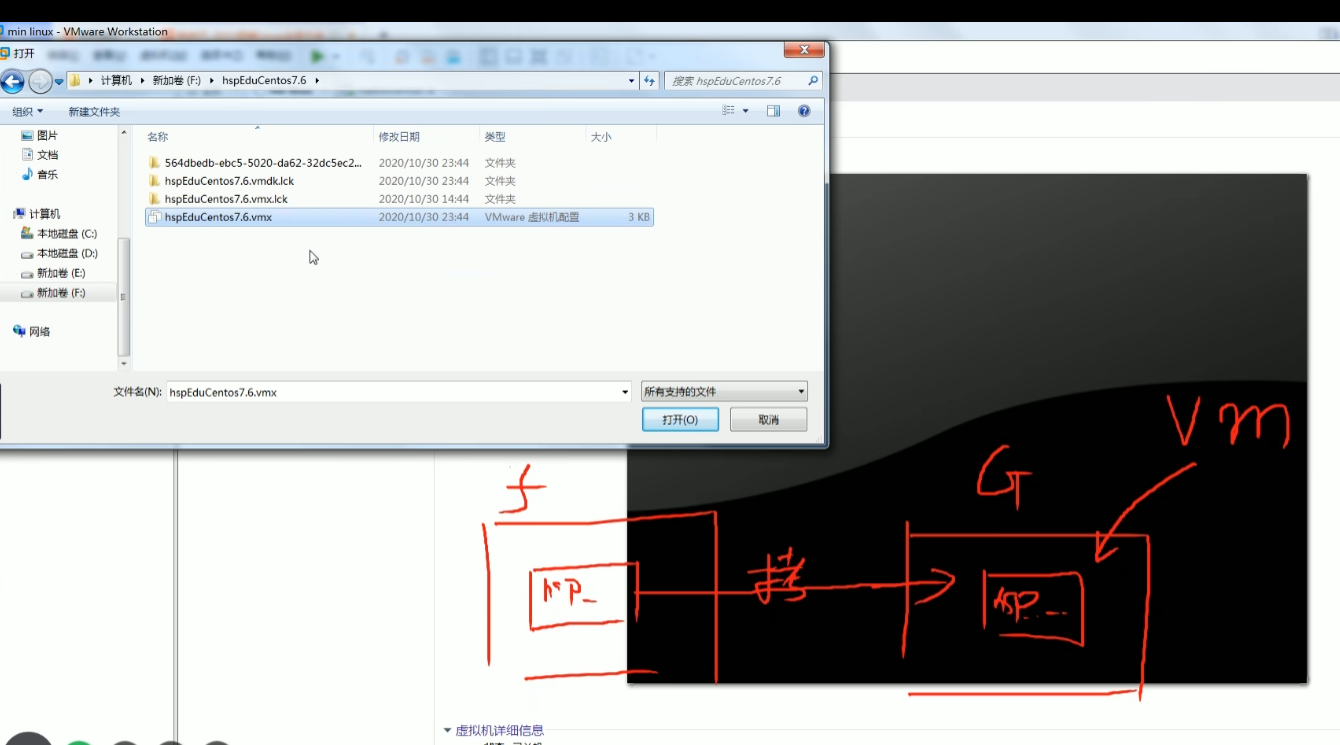 min linux - VMware Workstation
打开
计算机 新加卷 (F:) hspEduCentos7.6
搜索 hspEduCentos7.6
组织 新建文件夹
图片
文档
音乐
计算机
本地磁盘 (C:)
本地磁盘 (D:)
新加卷 (E:)
新加卷 (F:)
网络
名称 修改日期 类型 大小
564dbedb-ebc5-5020-da62-32dc5ec2... 2020/10/30 23:44 文件夹
hspEduCentos7.6.vmdk.lck 2020/10/30 23:44 文件夹
hspEduCentos7.6.vmx.lck 2020/10/30 14:44 文件夹
hspEduCentos7.6.vmx 2020/10/30 23:44 VMware 虚拟机配置 3 KB
文件名(N): hspEduCentos7.6.vmx 所有支持的文件
打开(O) 取消
Vm
f
G
hsp_
拷
hsp...
虚拟机详细信息